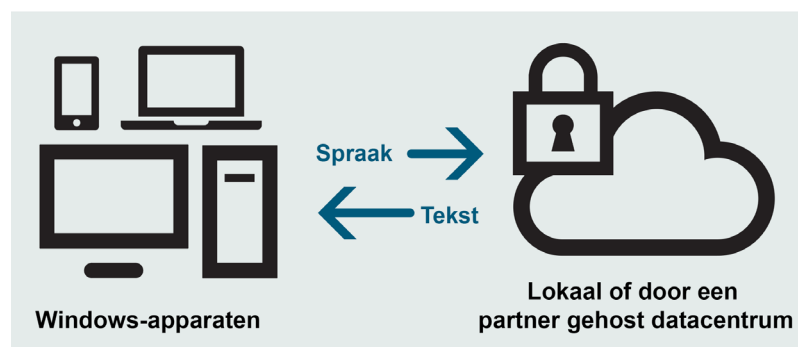 Spraak
Tekst
Windows-apparaten
Lokaal of door een
partner gehost datacentrum